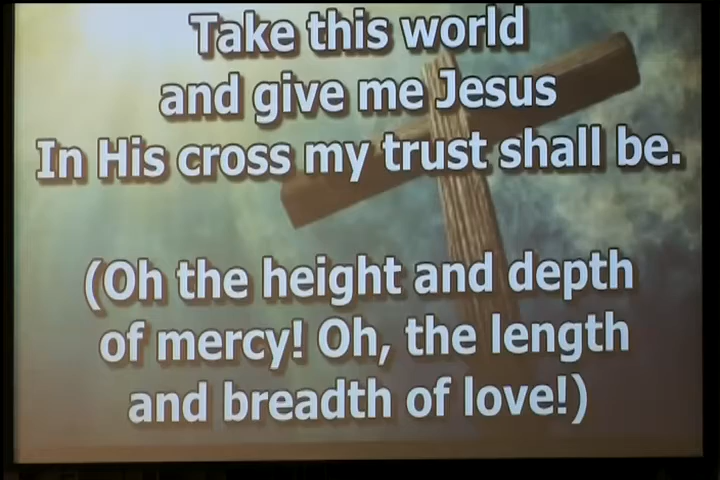 Take this world
and give me Jesus
In His cross my trust shall be.
(Oh the height and depth
of mercy! Oh, the length
and breadth of love!)